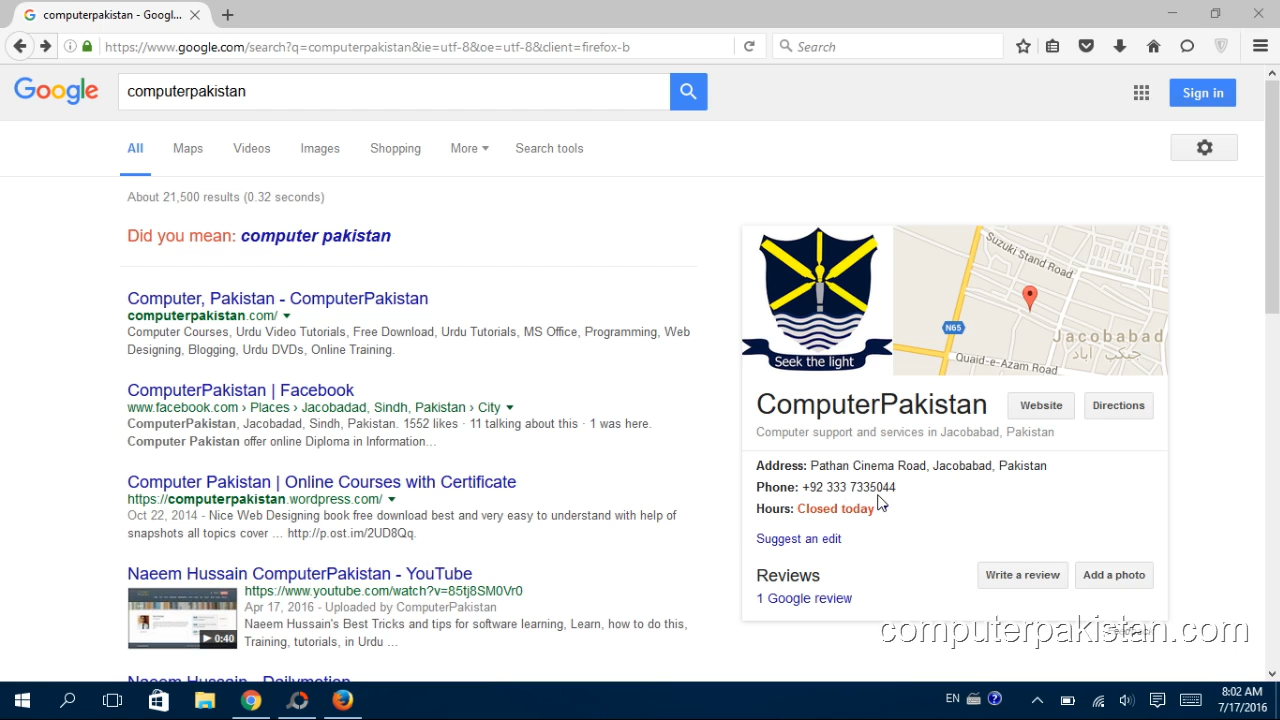 computerpakistan - Googl...
https://www.google.com/search?q=computerpakistan&ie=utf-8&oe=utf-8&client=firefox-b
Search
Google
computerpakistan
Sign in
All Maps Videos Images Shopping More Search tools
About 21,500 results (0.32 seconds)
Did you mean: computer pakistan
Computer, Pakistan - ComputerPakistan
computerpakistan.com/
Computer Courses, Urdu Video Tutorials, Free Download, Urdu Tutorials, MS Office, Programming, Web
Designing, Blogging, Urdu DVDs, Online Training.
ComputerPakistan | Facebook
www.facebook.com › Places › Jacobadad, Sindh, Pakistan › City
ComputerPakistan, Jacobadad, Sindh, Pakistan. 1552 likes · 11 talking about this · 1 was here.
Computer Pakistan offer online Diploma in Information...
Computer Pakistan | Online Courses with Certificate
https://computerpakistan.wordpress.com/
Oct 22, 2014 - Nice Web Designing book free download best and very easy to understand with help of
snapshots all topics cover ... http://p.ost.im/2UD8Qq.
Naeem Hussain ComputerPakistan - YouTube
https://www.youtube.com/watch?v=85tj8SM0Vr0
Apr 17, 2016 - Uploaded by ComputerPakistan
Naeem Hussain's Best Tricks and tips for software learning, Learn, how to do this,
Training, tutorials, in Urdu ...
0:40
Naeem Hussain - Dailymotion
Seek the light
Suzuki Stand Road
N65
Jacobabad
جيڪب آباد
Quaid-e-Azam Road
ComputerPakistan
Website
Directions
Computer support and services in Jacobabad, Pakistan
Address: Pathan Cinema Road, Jacobabad, Pakistan
Phone: +92 333 7335044
Hours: Closed today
Suggest an edit
Reviews
Write a review
Add a photo
1 Google review
computerpakistan.com
EN
8:02 AM
7/17/2016